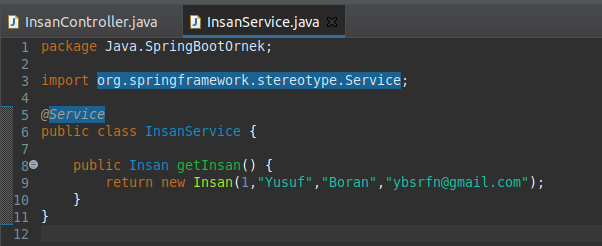 InsanController.java InsanService.java
1 package Java.SpringBootOrnek;
2
3 import org.springframework.stereotype.Service;
4
5 @Service
6 public class InsanService {
7
8 public Insan getInsan() {
9 return new Insan(1,"Yusuf","Boran","ybsrfn@gmail.com");
10 }
11 }
12